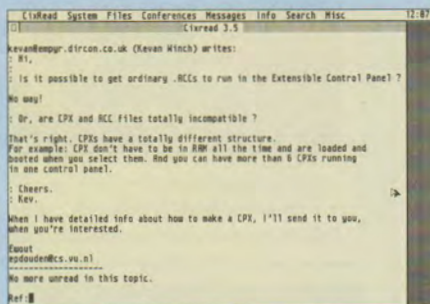 CixRead System Files Conferences Messages Info Search Misc 12:07
Cixread 3.5
kevan@empyr.dircon.co.uk (Kevan Winch) writes:
: Hi,
:
: Is it possible to get ordinary .ACCs to run in the Extensible Control Panel ?
No way!
: Or, are CPX and ACC files totally incompatible ?
That's right. CPXs have a totally different structure.
For example: CPX don't have to be in RAM all the time and are loaded and
booted when you select them. And you can have more than 6 CPXs running
in one control panel.
: Cheers.
: Kev.
When I have detailed info about how to make a CPX, I'll send it to you,
when you're interested.
Ewout
epdouden@cs.vu.nl
--------------------
No more unread in this topic.
Ref: